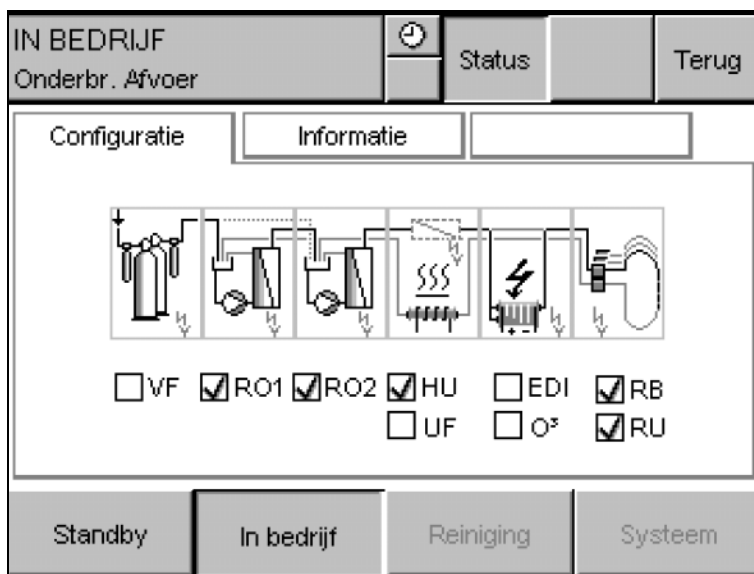 IN BEDRIJF
Onderbr. Afvoer
Status
Terug
Configuratie
Informatie
VF RO1 RO2 HU EDI RB
UF O³ RU
Standby
In bedrijf
Reiniging
Systeem